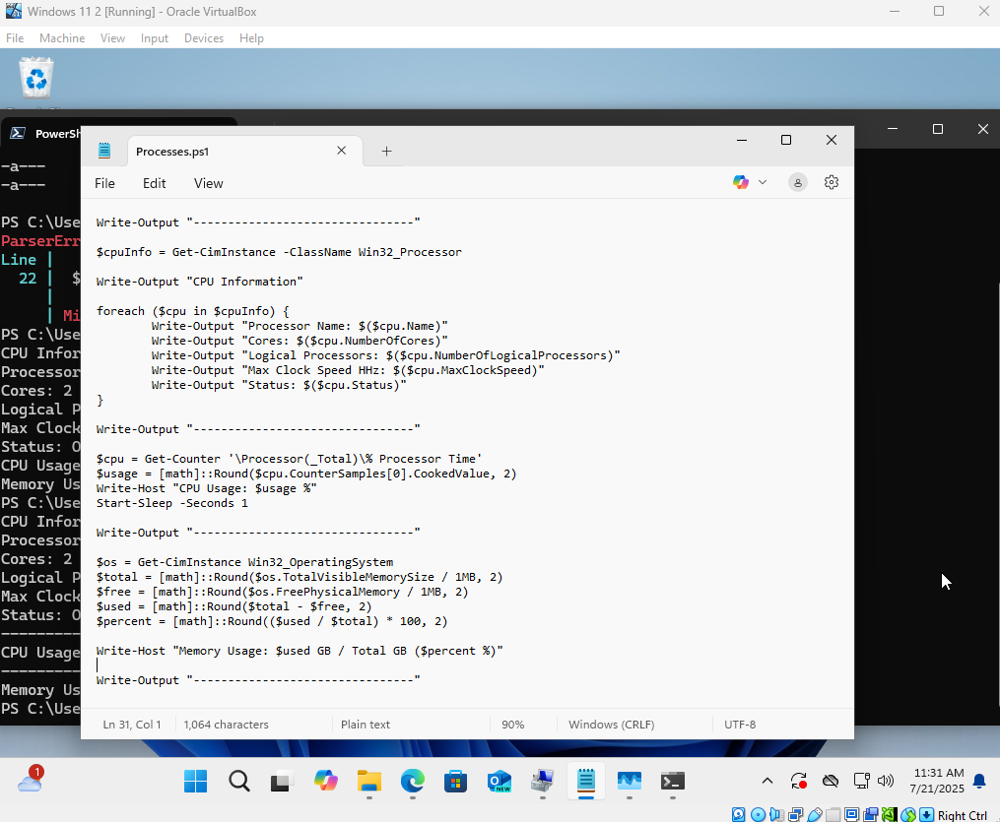 Windows 11 2 [Running] - Oracle VirtualBox
File Machine View Input Devices Help
PowerSh
Processes.ps1
File Edit View
-a---
-a---
PS C:\Use
ParserErr
Line |
22 | $
|
| Mi
PS C:\Use
CPU Infor
Processor
Cores: 2
Logical P
Max Clock
Status: O
CPU Usage
Memory Us
PS C:\Use
CPU Infor
Processor
Cores: 2
Logical P
Max Clock
Status: O
---------
CPU Usage
---------
Memory Us
PS C:\Use
Write-Output "--------------------------------"
$cpuInfo = Get-CimInstance -ClassName Win32_Processor
Write-Output "CPU Information"
foreach ($cpu in $cpuInfo) {
Write-Output "Processor Name: $($cpu.Name)"
Write-Output "Cores: $($cpu.NumberOfCores)"
Write-Output "Logical Processors: $($cpu.NumberOfLogicalProcessors)"
Write-Output "Max Clock Speed HHz: $($cpu.MaxClockSpeed)"
Write-Output "Status: $($cpu.Status)"
}
Write-Output "--------------------------------"
$cpu = Get-Counter '\Processor(_Total)\% Processor Time'
$usage = [math]::Round($cpu.CounterSamples[0].CookedValue, 2)
Write-Host "CPU Usage: $usage %"
Start-Sleep -Seconds 1
Write-Output "--------------------------------"
$os = Get-CimInstance Win32_OperatingSystem
$total = [math]::Round($os.TotalVisibleMemorySize / 1MB, 2)
$free = [math]::Round($os.FreePhysicalMemory / 1MB, 2)
$used = [math]::Round($total - $free, 2)
$percent = [math]::Round(($used / $total) * 100, 2)
Write-Host "Memory Usage: $used GB / Total GB ($percent %)"
Write-Output "--------------------------------"
Ln 31, Col 1 1,064 characters Plain text 90% Windows (CRLF) UTF-8
1
NEW
11:31 AM
7/21/2025
Right Ctrl